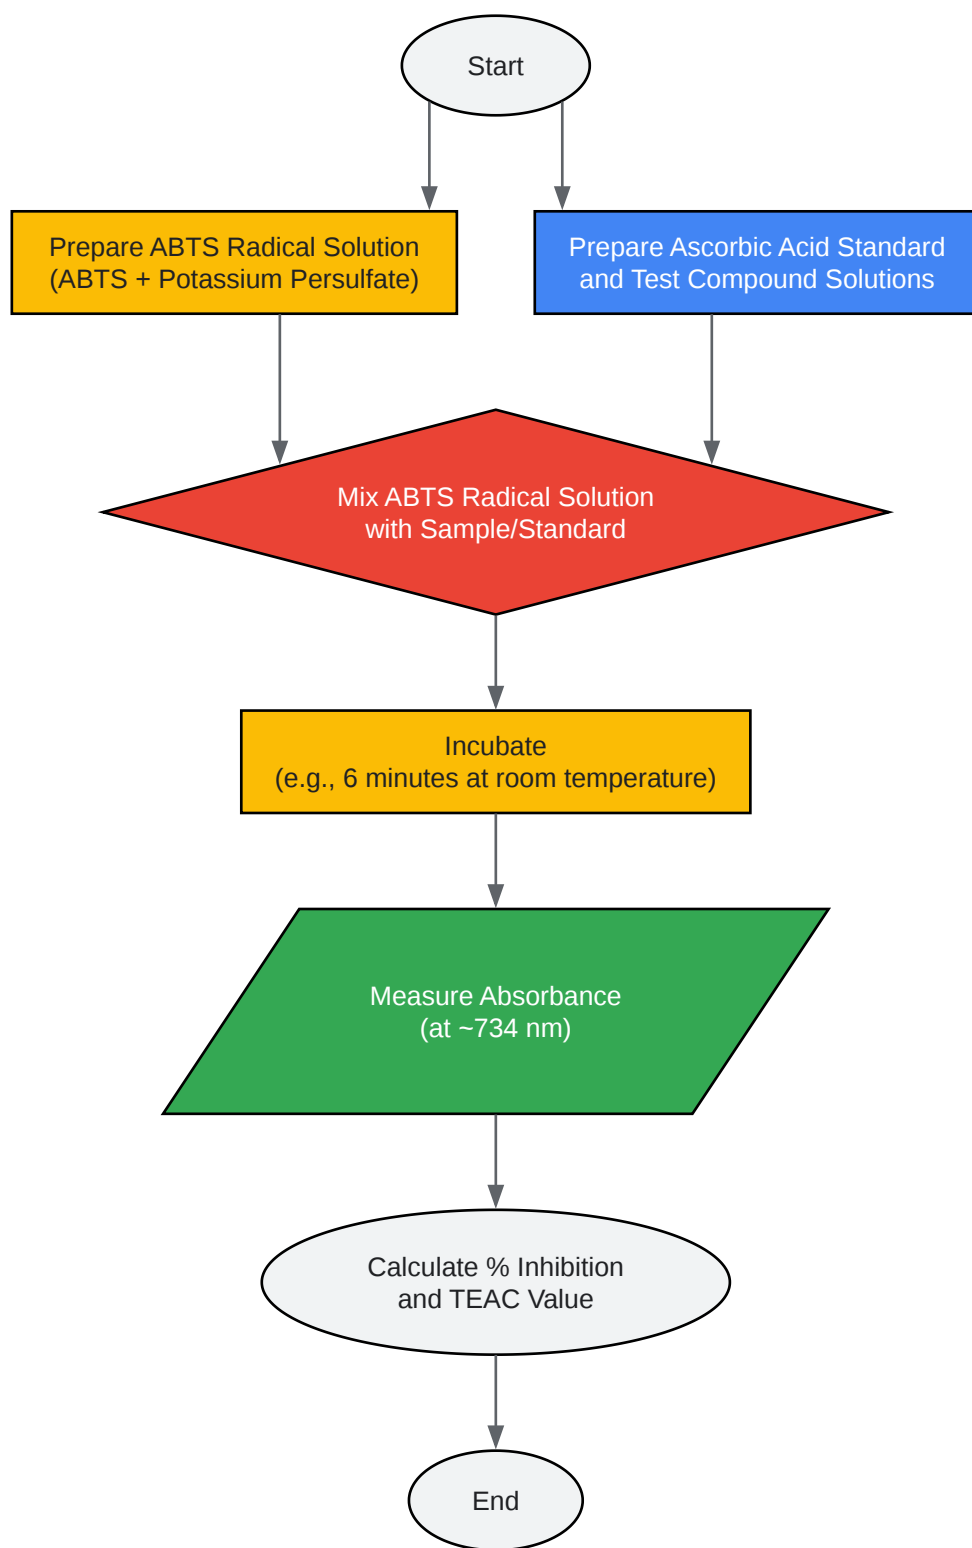 Start
Prepare ABTS Radical Solution
(ABTS + Potassium Persulfate)
Prepare Ascorbic Acid Standard
and Test Compound Solutions
Mix ABTS Radical Solution
with Sample/Standard
Incubate
(e.g., 6 minutes at room temperature)
Measure Absorbance
(at ~734 nm)
Calculate % Inhibition
and TEAC Value
End